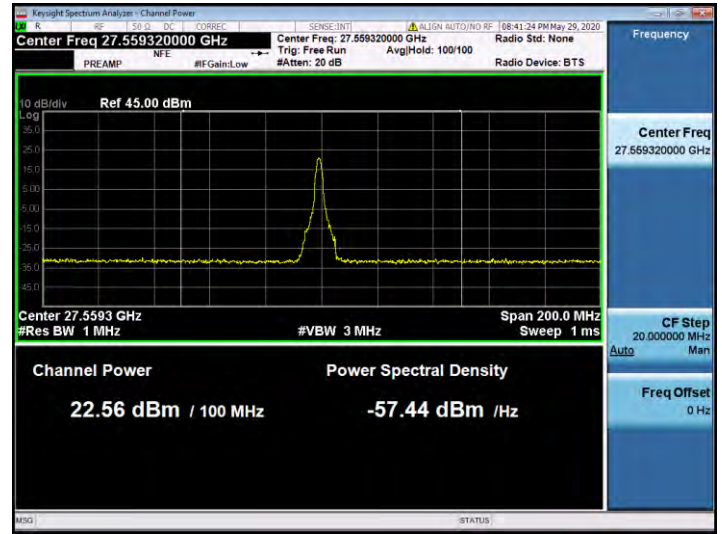 Keysight Spectrum Analyzer - Channel Power
R RF 50 Ω DC CORREC SENSE:INT ALIGN AUTO/NO RF 08:41:24 PM May 29, 2020
Center Freq 27.559320000 GHz Center Freq: 27.559320000 GHz Radio Std: None
NFE Trig: Free Run Avg|Hold: 100/100
PREAMP #IFGain:Low #Atten: 20 dB Radio Device: BTS
Frequency
10 dB/div Ref 45.00 dBm
Log
35.0
25.0
15.0
5.00
-5.00
-15.0
-25.0
-35.0
-45.0
Center 27.5593 GHz Span 200.0 MHz
#Res BW 1 MHz #VBW 3 MHz Sweep 1 ms
Channel Power Power Spectral Density
22.56 dBm / 100 MHz -57.44 dBm /Hz
Center Freq
27.559320000 GHz
CF Step
20.000000 MHz
Auto Man
Freq Offset
0 Hz
MSG STATUS